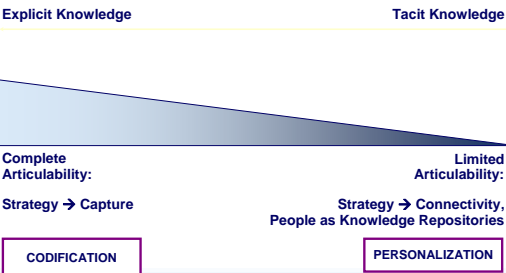 Explicit Knowledge
Tacit Knowledge
Complete
Articulability:
Limited
Articulability:
Strategy → Capture
Strategy → Connectivity,
People as Knowledge Repositories
CODIFICATION
PERSONALIZATION